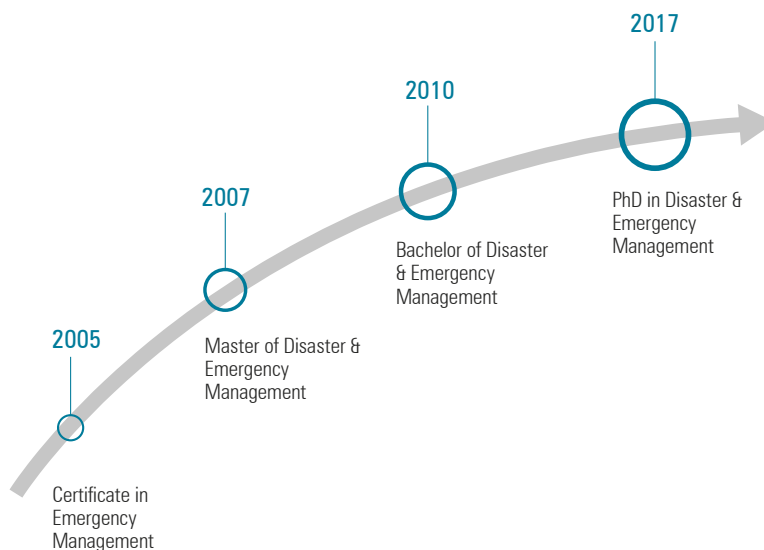 2005
Certificate in
Emergency
Management
2007
Master of Disaster &
Emergency
Management
2010
Bachelor of Disaster
& Emergency
Management
2017
PhD in Disaster &
Emergency
Management